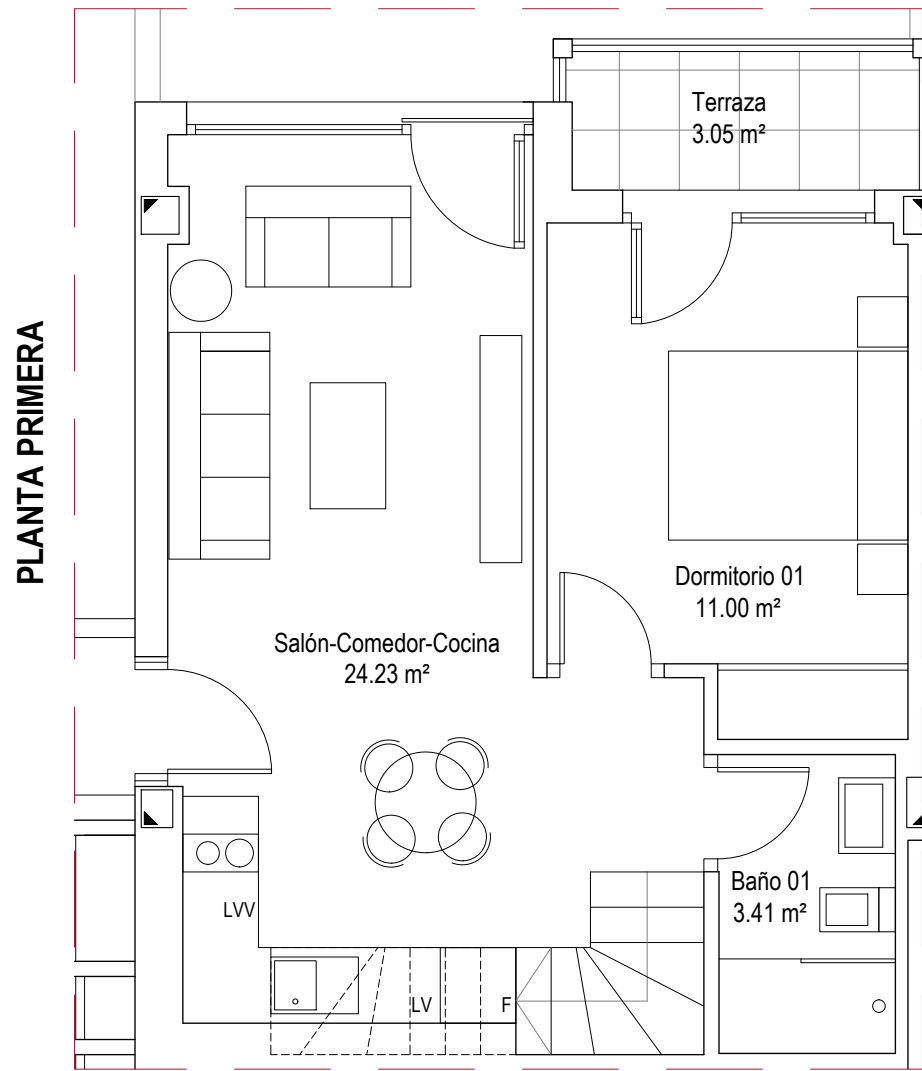 PLANTA PRIMERA
Terraza
3.05 m²
Dormitorio 01
11.00 m²
Salón-Comedor-Cocina
24.23 m²
Baño 01
3.41 m²
LVV
LV
F